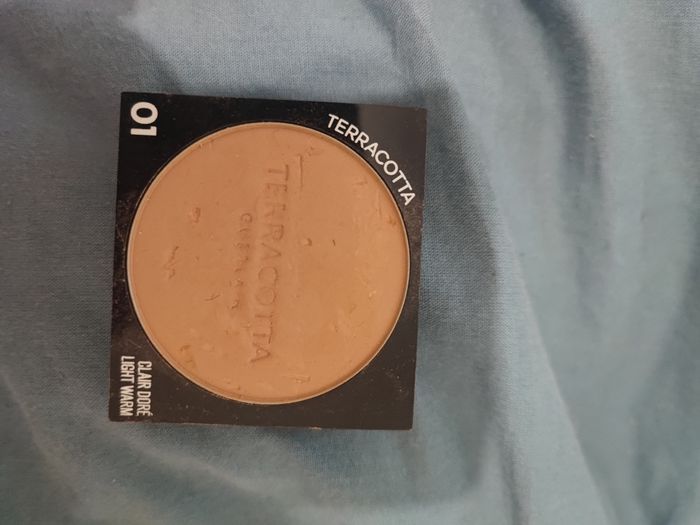 TERRACOTTA
01
TERRACOTTA
GUERLAIN
CLAIR DORÉ
LIGHT WARM